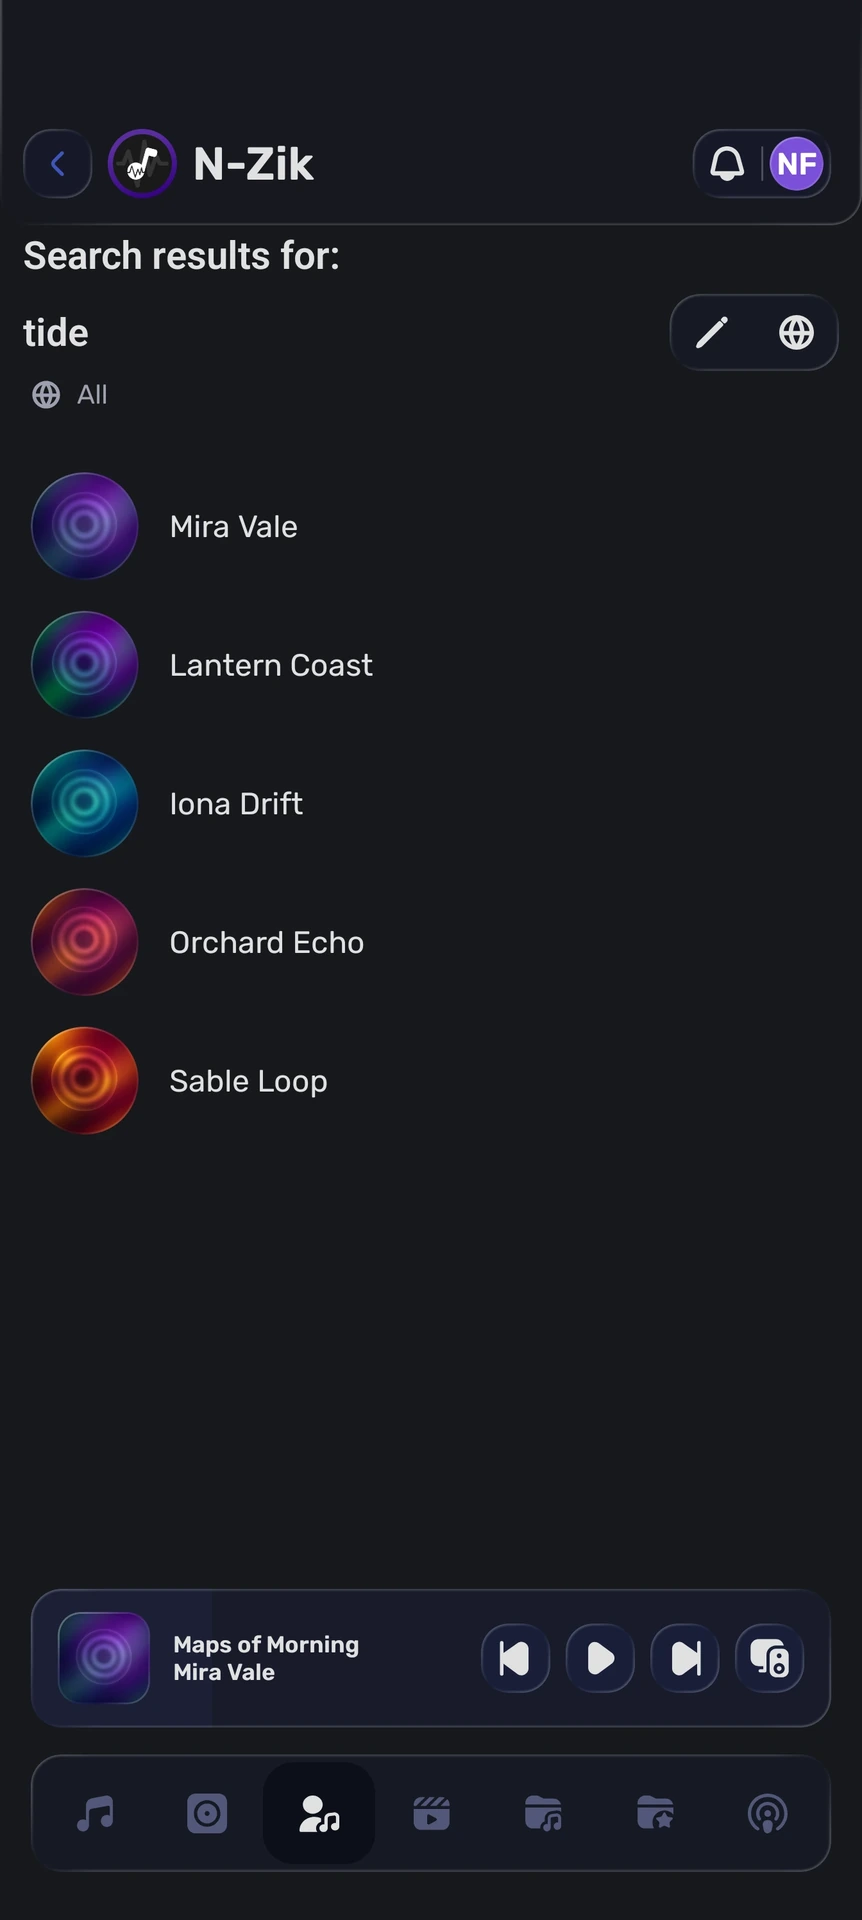 N-Zik
NF
Search results for:
tide
All
Mira Vale
Lantern Coast
Iona Drift
Orchard Echo
Sable Loop
Maps of Morning
Mira Vale